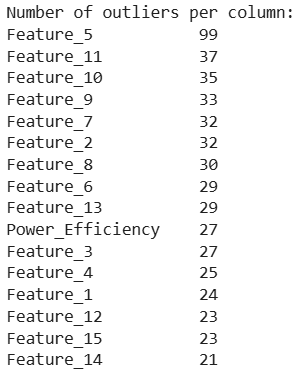 Number of outliers per column:
Feature_5 99
Feature_11 37
Feature_10 35
Feature_9 33
Feature_7 32
Feature_2 32
Feature_8 30
Feature_6 29
Feature_13 29
Power_Efficiency 27
Feature_3 27
Feature_4 25
Feature_1 24
Feature_12 23
Feature_15 23
Feature_14 21